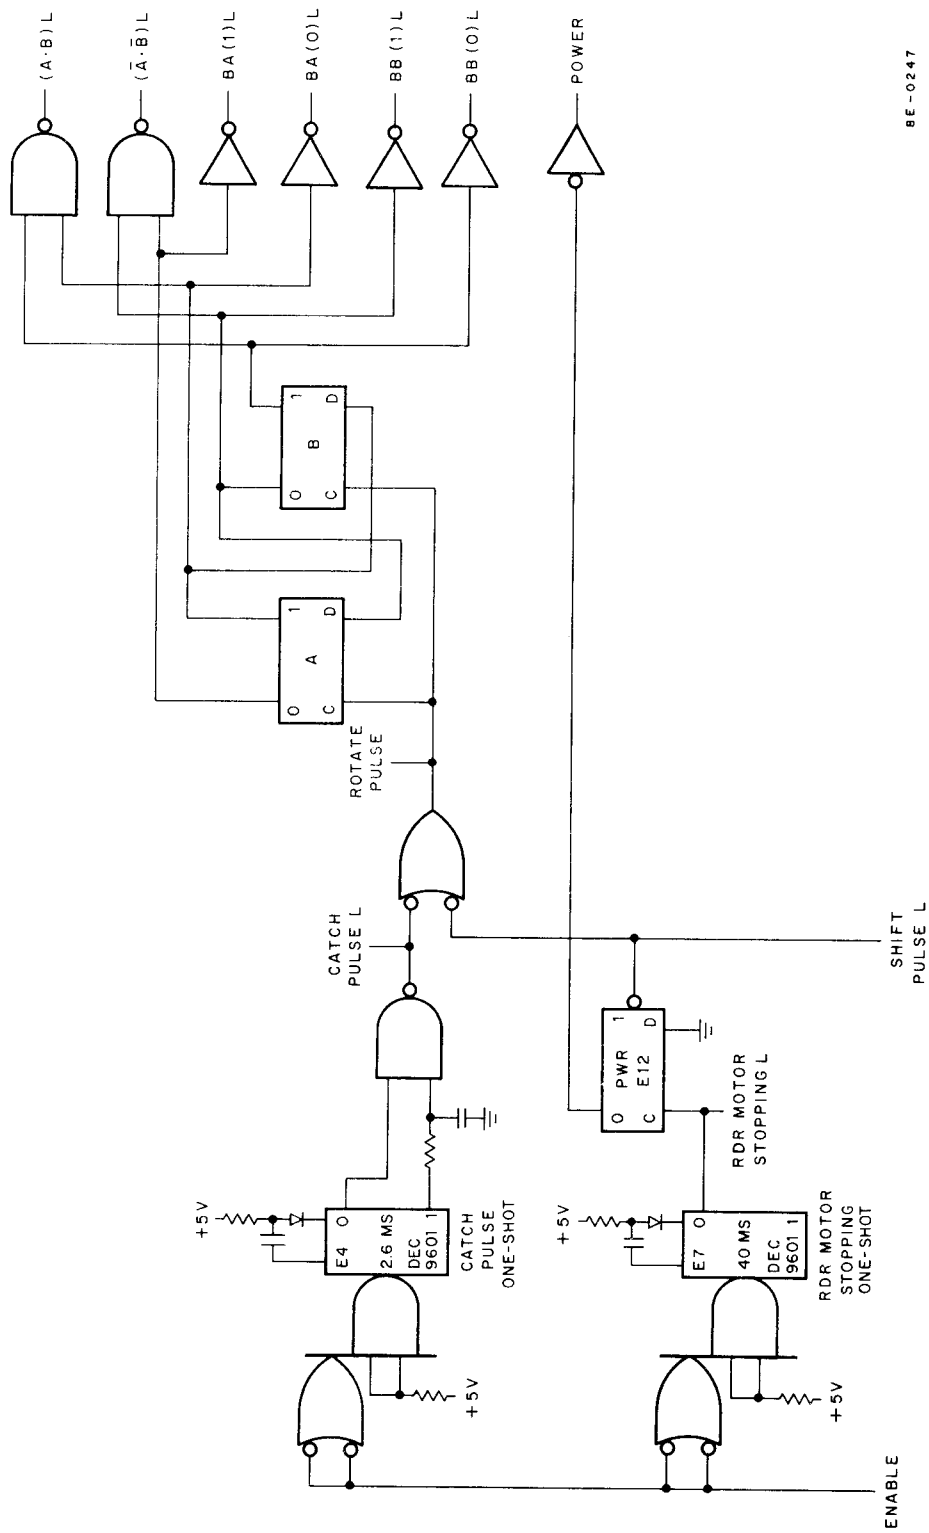 (A·B) L
(Ā·B̄) L
BA(1) L
BA(0) L
BB(1) L
BB(0) L
POWER
8E-0247
0
1
A
C
D
0
1
B
C
D
ROTATE
PULSE
CATCH
PULSE L
SHIFT
PULSE L
+5V
E4
0
2.6 MS
DEC
9601
1
CATCH
PULSE
ONE-SHOT
+5V
0
1
PWR
E12
C
D
RDR MOTOR
STOPPING L
+5V
E7
0
40 MS
DEC
9601
1
RDR MOTOR
STOPPING
ONE-SHOT
+5V
ENABLE